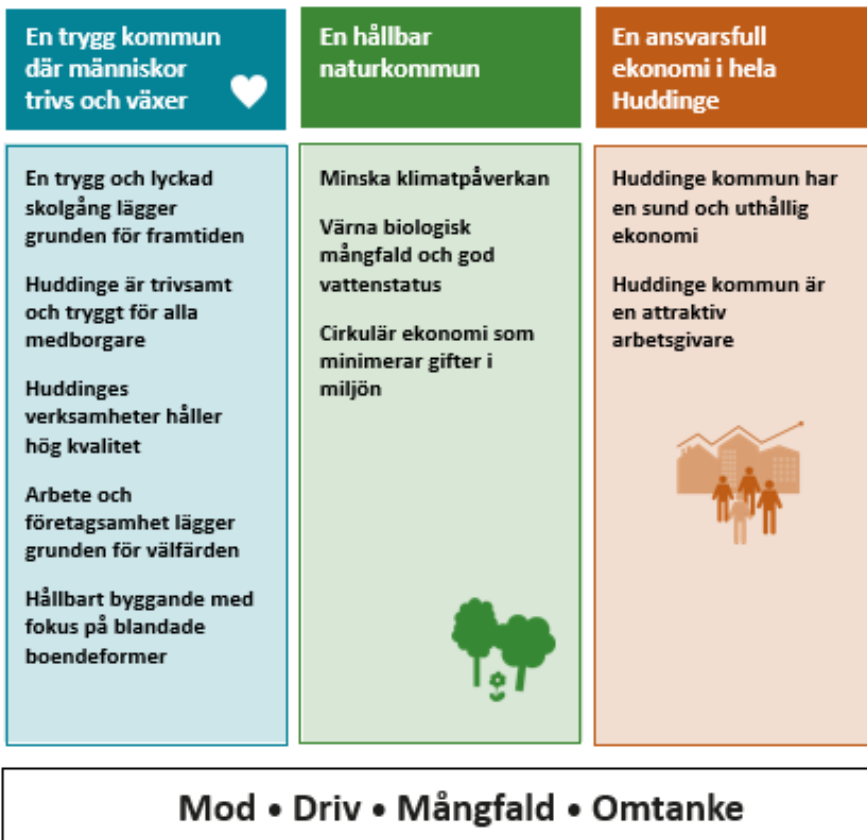 En trygg kommun
där människor
trivs och växer
En trygg och lyckad
skolgång lägger
grunden för framtiden
Huddinge är trivsamt
och tryggt för alla
medborgare
Huddinges
verksamheter håller
hög kvalitet
Arbete och
företagsamhet lägger
grunden för välfärden
Hållbart byggande med
fokus på blandade
boendeformer
En hållbar
naturkommun
Minska klimatpåverkan
Värna biologisk
mångfald och god
vattenstatus
Cirkulär ekonomi som
minimerar gifter i
miljön
En ansvarsfull
ekonomi i hela
Huddinge
Huddinge kommun har
en sund och uthållig
ekonomi
Huddinge kommun är
en attraktiv
arbetsgivare
Mod • Driv • Mångfald • Omtanke